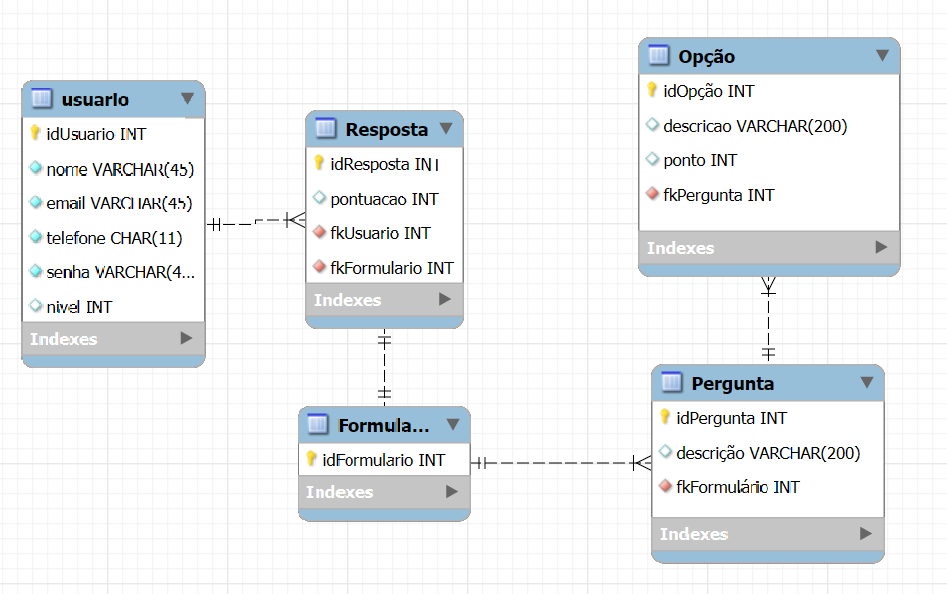 usuario
idUsuario INT
nome VARCHAR(45)
email VARCHAR(45)
telefone CHAR(11)
senha VARCHAR(4...
nivel INT
Indexes
Resposta
idResposta INT
pontuacao INT
fkUsuario INT
fkFormulario INT
Indexes
Formula...
idFormulario INT
Indexes
Opção
idOpção INT
descricao VARCHAR(200)
ponto INT
fkPergunta INT
Indexes
Pergunta
idPergunta INT
descrição VARCHAR(200)
fkFormulário INT
Indexes